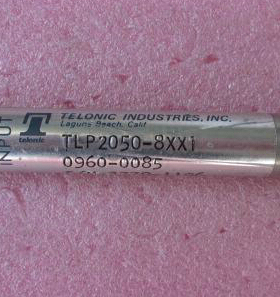 INPUT
TELONIC INDUSTRIES, INC.
Laguna Beach, Calif
telonic
TLP2050-8XX1
0960-0085